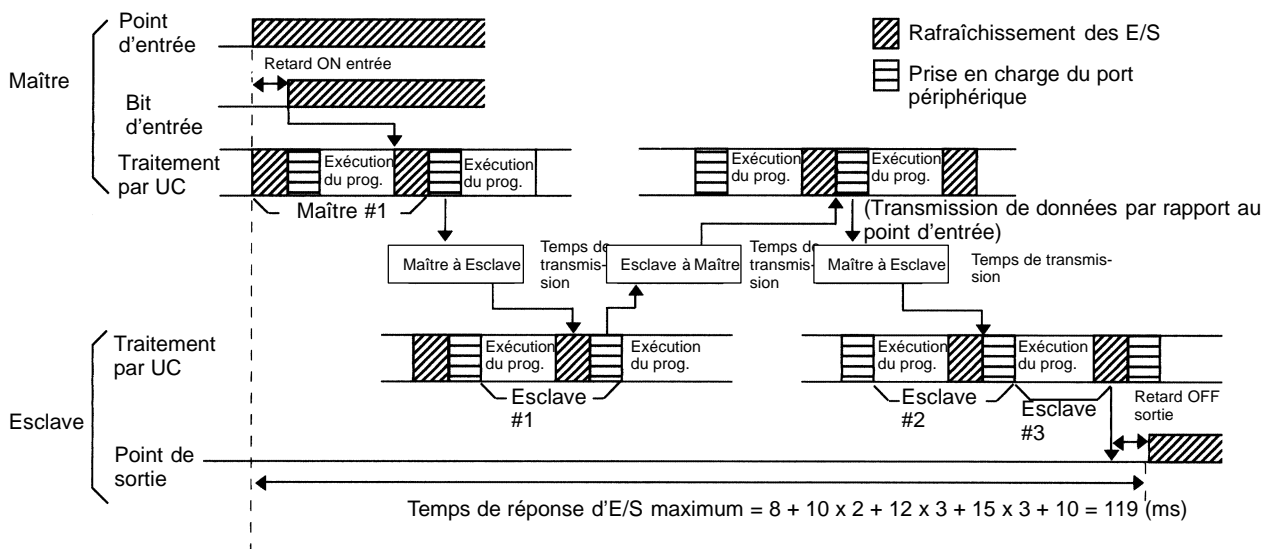 Point
d'entrée
Rafraîchissement des E/S
Retard ON entrée
Maître
Prise en charge du port
périphérique
Bit
d'entrée
Traitement
par UC
Exécution
du prog.
Exécution
du prog.
Exécution
du prog.
Exécution
du prog.
Maître #1
(Transmission de données par rapport au
point d'entrée)
Maître à Esclave
Temps de
transmis-
sion
Esclave à Maître
Temps de
transmis-
sion
Maître à Esclave
Temps de transmis-
sion
Traitement
par UC
Exécution
du prog.
Exécution
du prog.
Exécution
du prog.
Exécution
du prog.
Esclave
#1
Esclave
#2
Esclave
#3
Retard OFF
sortie
Esclave
Point de
sortie
Temps de réponse d'E/S maximum = 8 + 10 x 2 + 12 x 3 + 15 x 3 + 10 = 119 (ms)